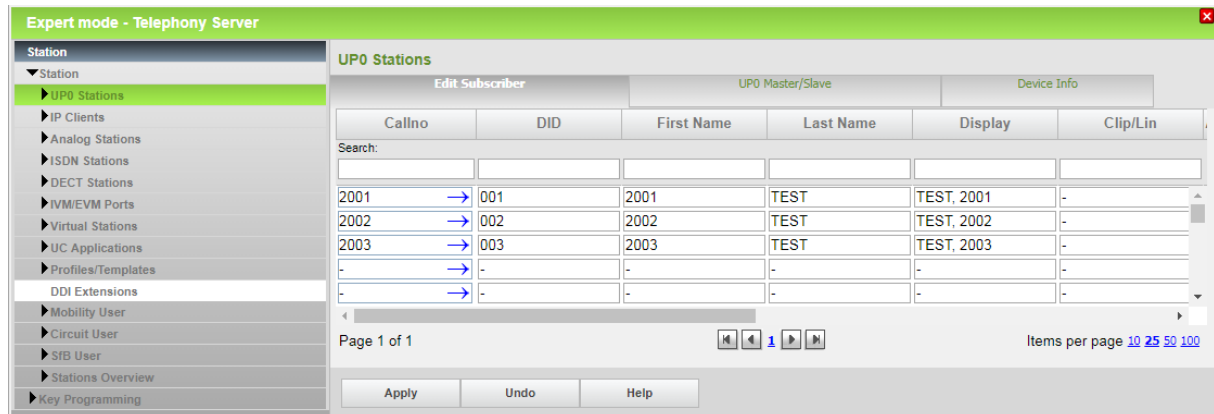 Expert mode - Telephony Server
Station
Station
UP0 Stations
IP Clients
Analog Stations
ISDN Stations
DECT Stations
IVM/EVM Ports
Virtual Stations
UC Applications
Profiles/Templates
DDI Extensions
Mobility User
Circuit User
SfB User
Stations Overview
Key Programming
UP0 Stations
Edit Subscriber UP0 Master/Slave Device Info
Callno DID First Name Last Name Display Clip/Lin
Search:
2001 → 001 2001 TEST TEST, 2001 -
2002 → 002 2002 TEST TEST, 2002 -
2003 → 003 2003 TEST TEST, 2003 -
- → - - - - -
- → - - - - -
Page 1 of 1 1 Items per page 10 25 50 100
Apply Undo Help